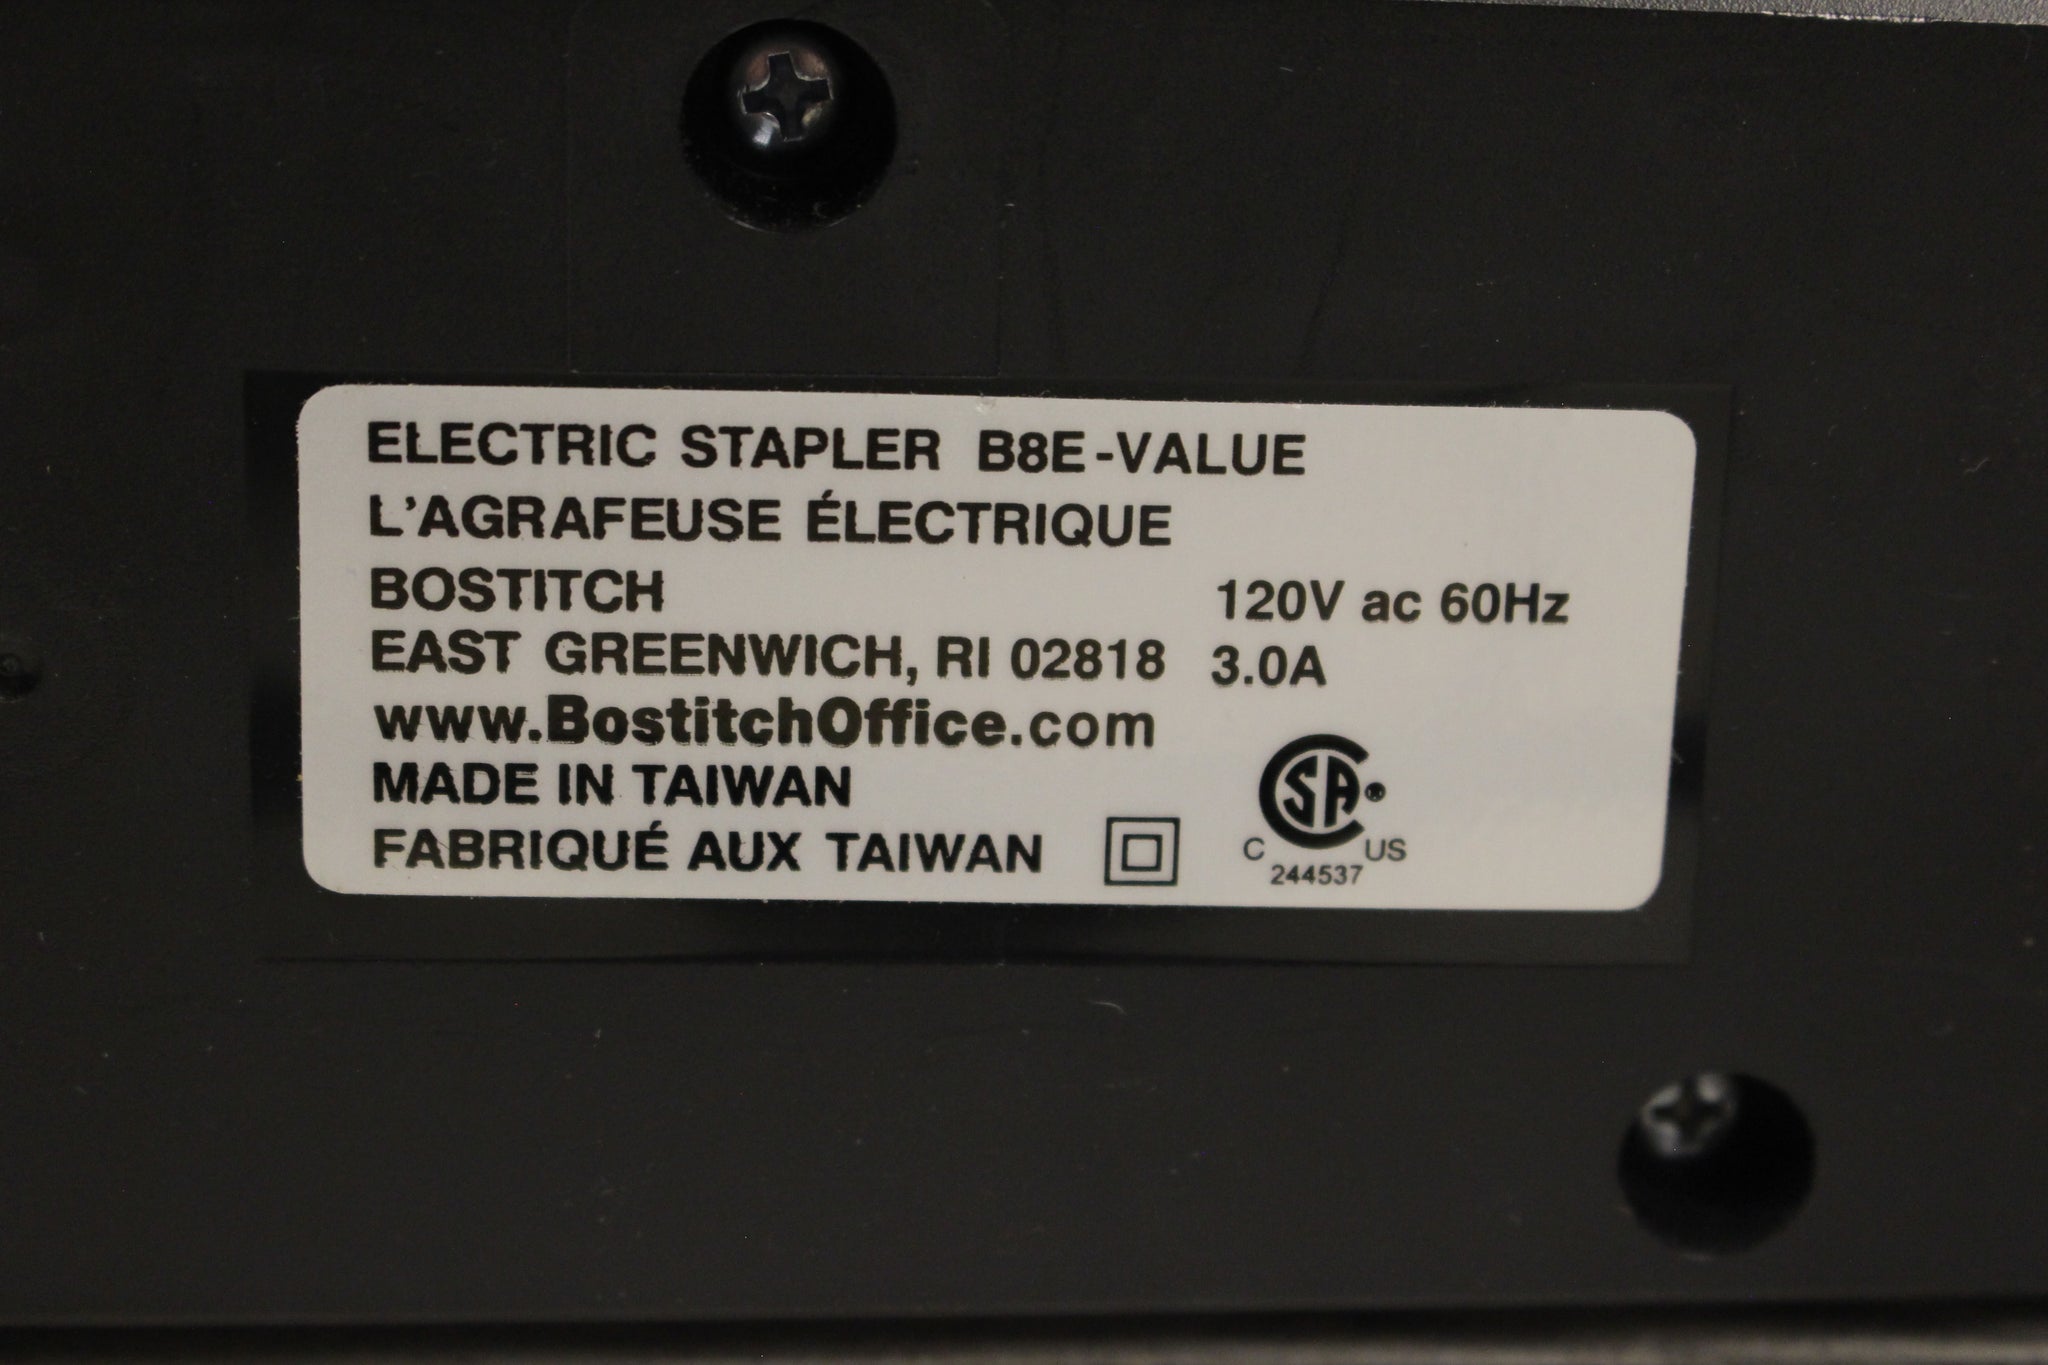 ELECTRIC STAPLER B8E-VALUE
L'AGRAFEUSE ÉLECTRIQUE
BOSTITCH
120V ac 60Hz
EAST GREENWICH, RI 02818 3.0A
www.BostitchOffice.com
MADE IN TAIWAN
FABRIQUÉ AUX TAIWAN
CSA®
C US
244537